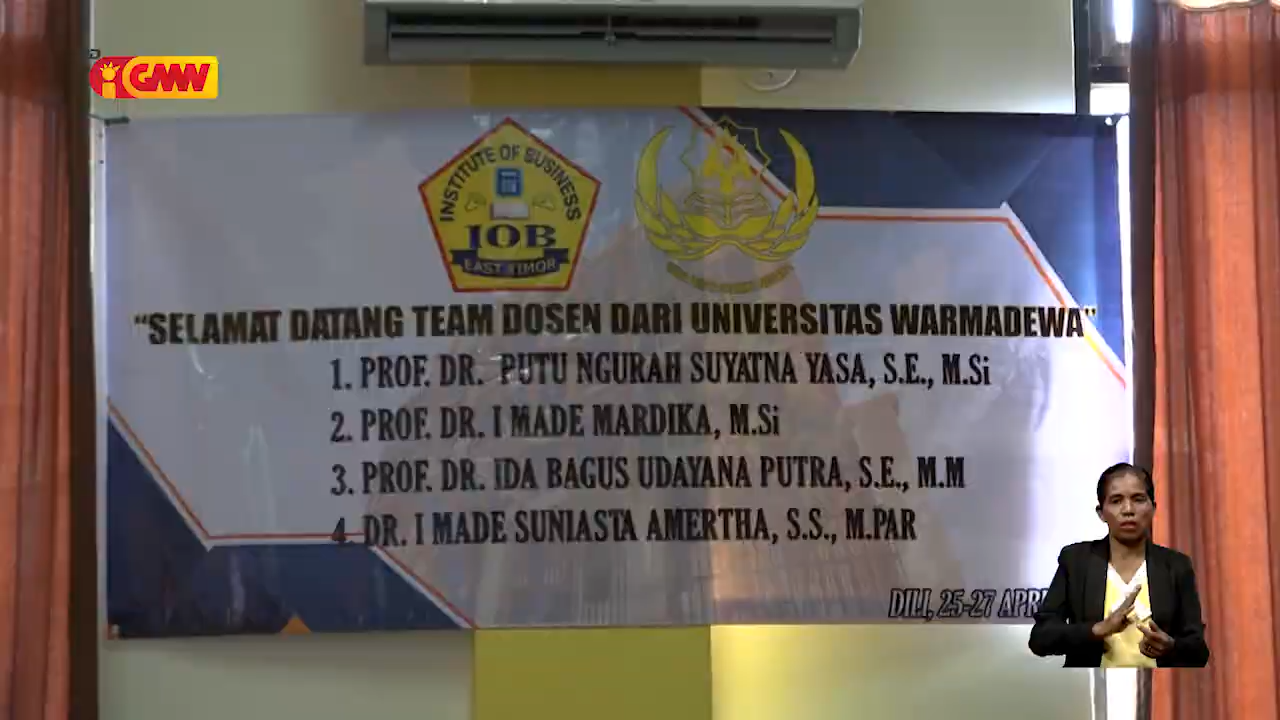 GMN
INSTITUTE OF BUSINESS
IOB
EAST TIMOR
“SELAMAT DATANG TEAM DOSEN DARI UNIVERSITAS WARMADEWA”
1. PROF. DR. PUTU NGURAH SUYATNA YASA, S.E., M.Si
2. PROF. DR. I MADE MARDIKA, M.Si
3. PROF. DR. IDA BAGUS UDAYANA PUTRA, S.E., M.M
4. DR. I MADE SUNIASTA AMERTHA, S.S., M.PAR
DILI, 25-27